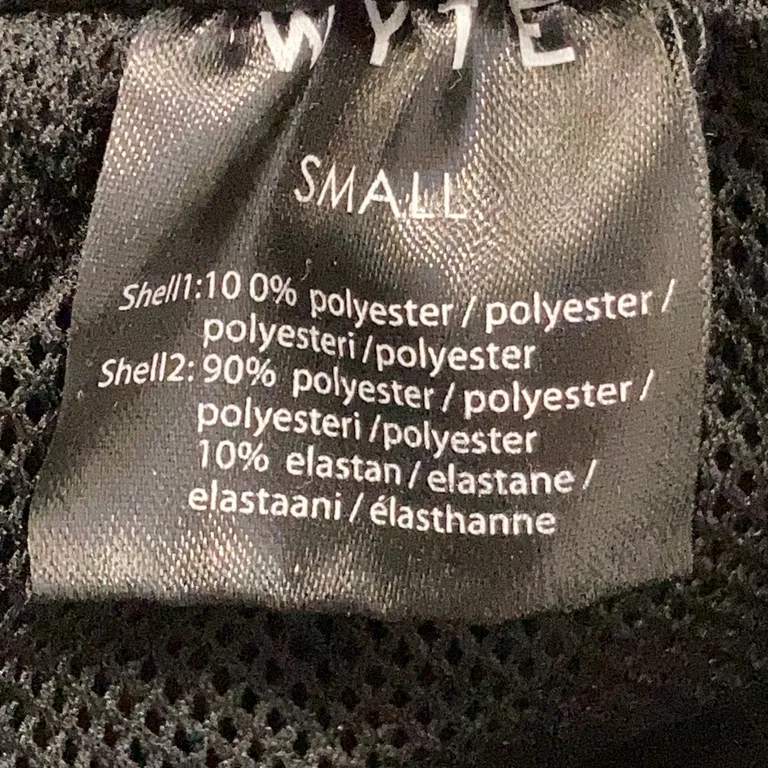 WYTE
SMALL
Shell1:10 0% polyester / polyester /
polyesteri /polyester
Shell2: 90% polyester / polyester /
polyesteri /polyester
10% elastan / elastane /
elastaani / élasthanne